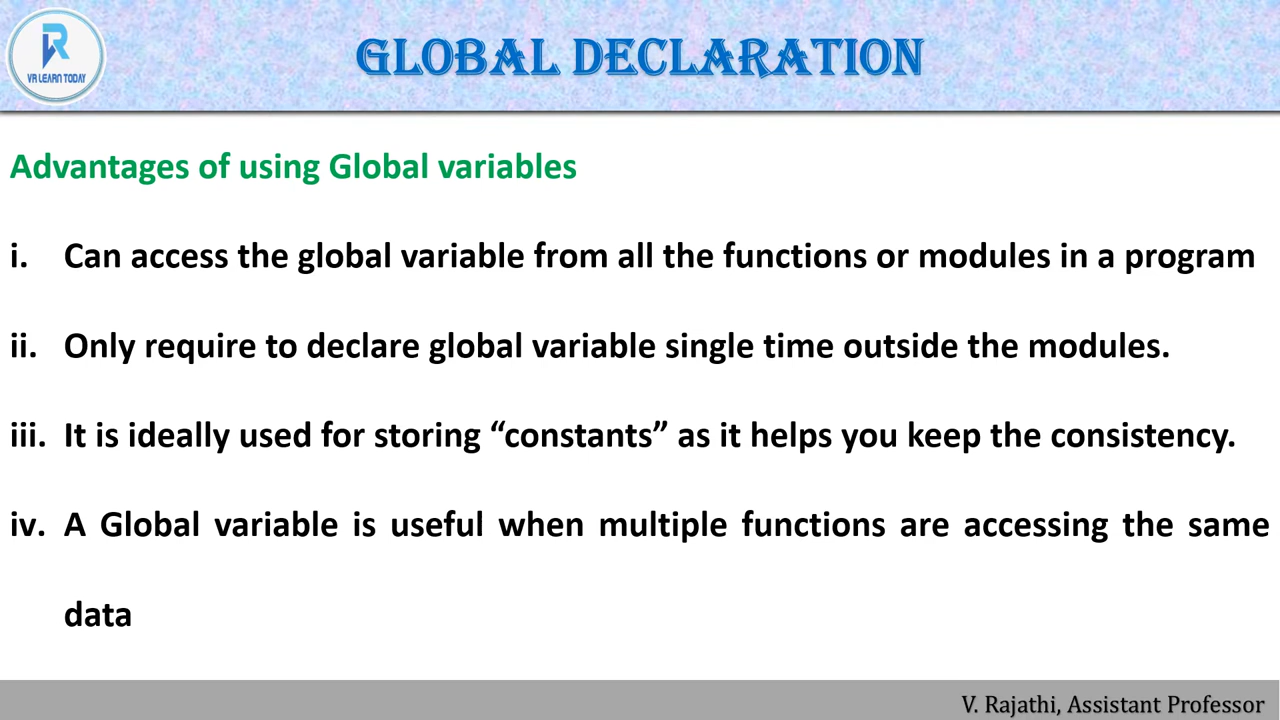 VR LEARN TODAY
GLOBAL DECLARATION
Advantages of using Global variables
i. Can access the global variable from all the functions or modules in a program
ii. Only require to declare global variable single time outside the modules.
iii. It is ideally used for storing “constants” as it helps you keep the consistency.
iv. A Global variable is useful when multiple functions are accessing the same
data
V. Rajathi, Assistant Professor